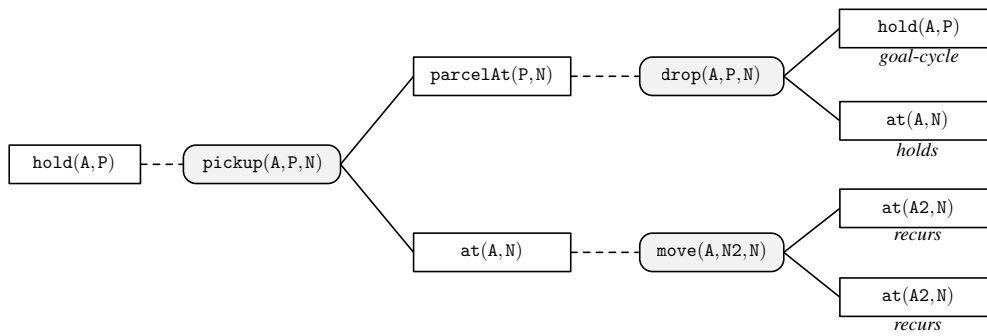 hold(A,P)
pickup(A,P,N)
parcelAt(P,N)
drop(A,P,N)
hold(A,P)
goal-cycle
at(A,N)
holds
at(A,N)
move(A,N2,N)
at(A2,N)
recurs
at(A2,N)
recurs